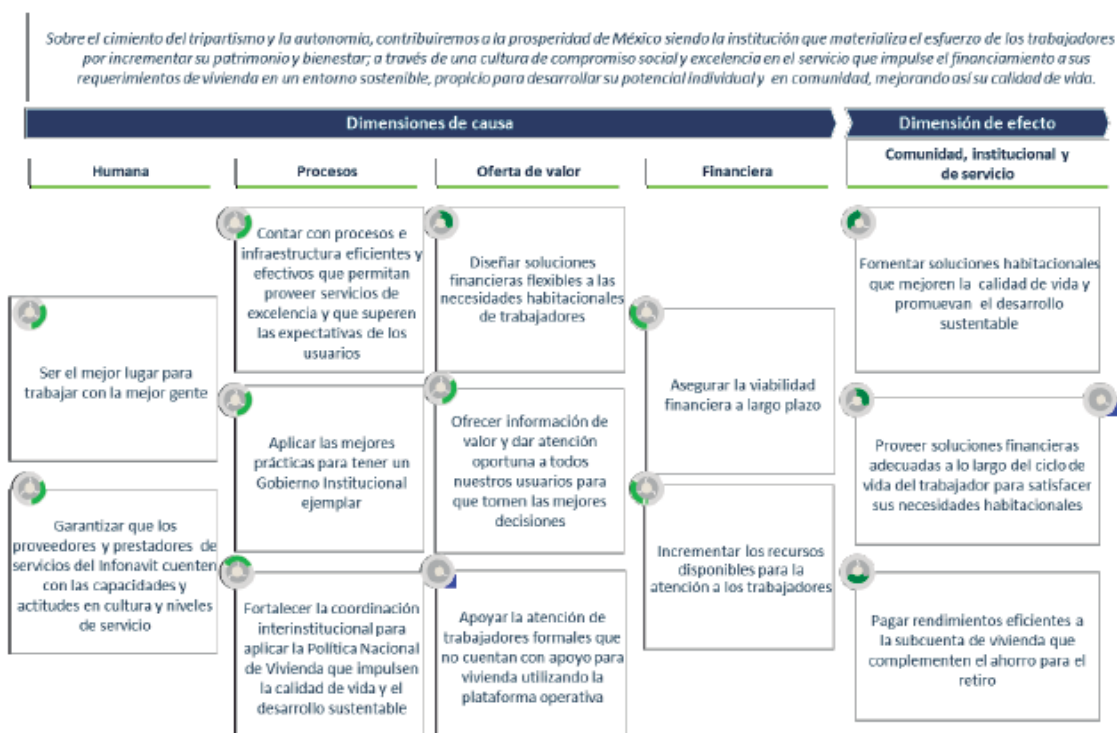 Sobre el cimiento del tripartismo y la autonomía, contribuiremos a la prosperidad de México siendo la institución que materializa el esfuerzo de los trabajadores
por incrementar su patrimonio y bienestar; a través de una cultura de compromiso social y excelencia en el servicio que impulse el financiamiento a sus
requerimientos de vivienda en un entorno sostenible, propicio para desarrollar su potencial individual y en comunidad, mejorando así su calidad de vida.
Dimensiones de causa
Dimensión de efecto
Humana
Procesos
Oferta de valor
Financiera
Comunidad, institucional y
de servicio
Ser el mejor lugar para
trabajar con la mejor gente
Garantizar que los
proveedores y prestadores de
servicios del Infonavit cuenten
con las capacidades y
actitudes en cultura y niveles
de servicio
Contar con procesos e
infraestructura eficientes y
efectivos que permitan
proveer servicios de
excelencia y que superen
las expectativas de los
usuarios
Aplicar las mejores
prácticas para tener un
Gobierno Institucional
ejemplar
Fortalecer la coordinación
interinstitucional para
aplicar la Política Nacional
de Vivienda que impulsen
la calidad de vida y el
desarrollo sustentable
Diseñar soluciones
financieras flexibles a las
necesidades habitacionales
de trabajadores
Ofrecer información de
valor y dar atención
oportuna a todos
nuestros usuarios para
que tomen las mejores
decisiones
Apoyar la atención de
trabajadores formales que
no cuentan con apoyo para
vivienda utilizando la
plataforma operativa
Asegurar la viabilidad
financiera a largo plazo
Incrementar los recursos
disponibles para la
atención a los trabajadores
Fomentar soluciones habitacionales
que mejoren la calidad de vida y
promuevan el desarrollo
sustentable
Proveer soluciones financieras
adecuadas a lo largo del ciclo de
vida del trabajador para satisfacer
sus necesidades habitacionales
Pagar rendimientos eficientes a
la subcuenta de vivienda que
complementen el ahorro para el
retiro